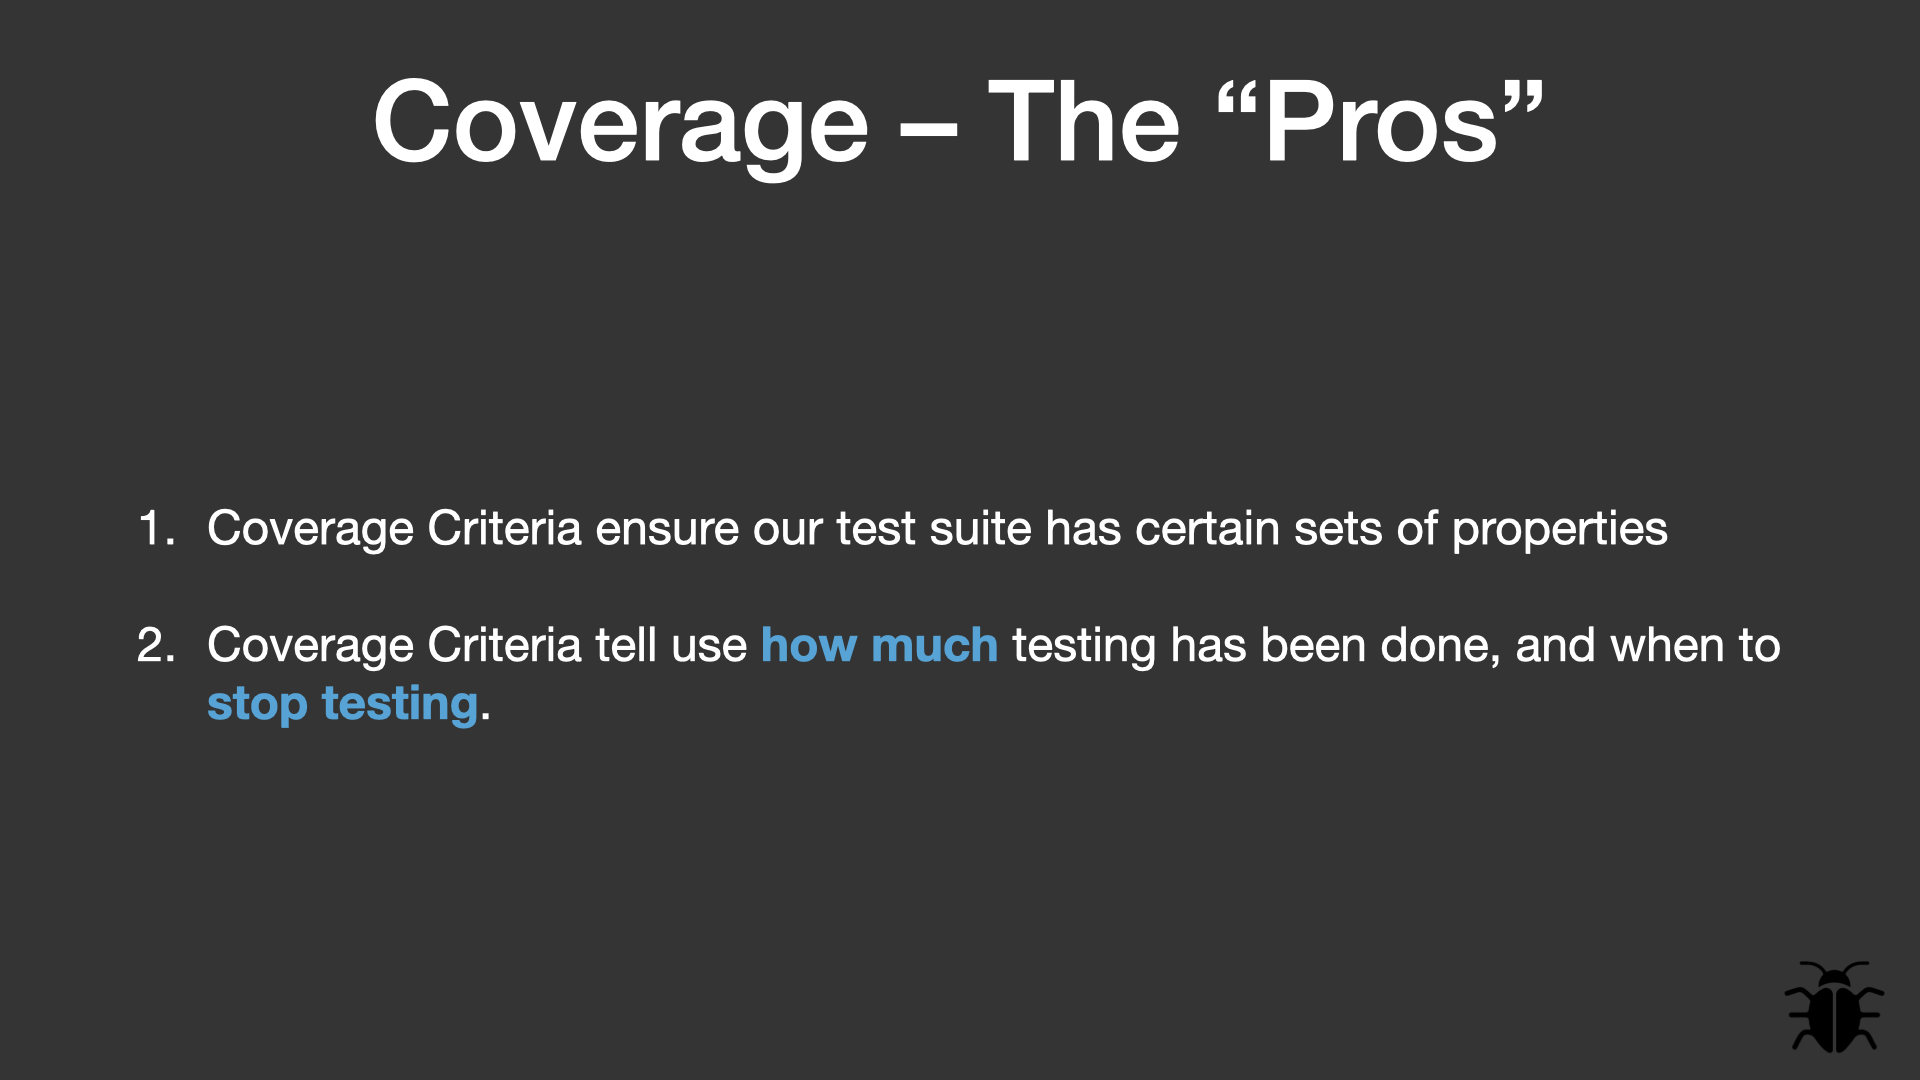 Coverage – The “Pros”
1. Coverage Criteria ensure our test suite has certain sets of properties
2. Coverage Criteria tell use how much testing has been done, and when to
stop testing.